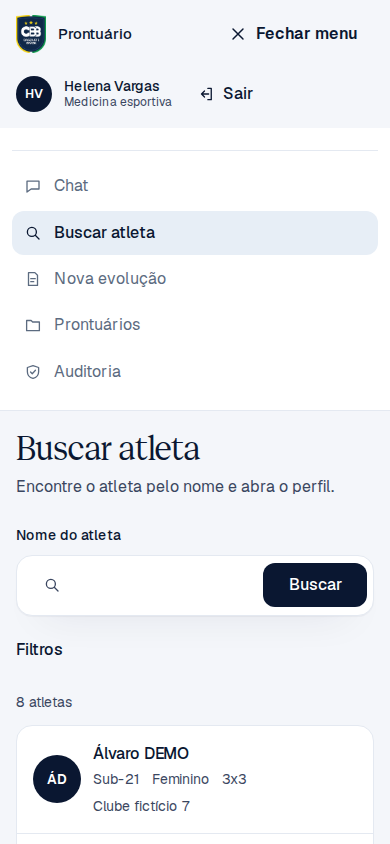 CBB
Prontuário
Fechar menu
HV
Helena Vargas
Medicina esportiva
Sair
Chat
Buscar atleta
Nova evolução
Prontuários
Auditoria
Buscar atleta
Encontre o atleta pelo nome e abra o perfil.
Nome do atleta
Buscar
Filtros
8 atletas
ÁD
Álvaro DEMO
Sub-21 Feminino 3x3
Clube fictício 7